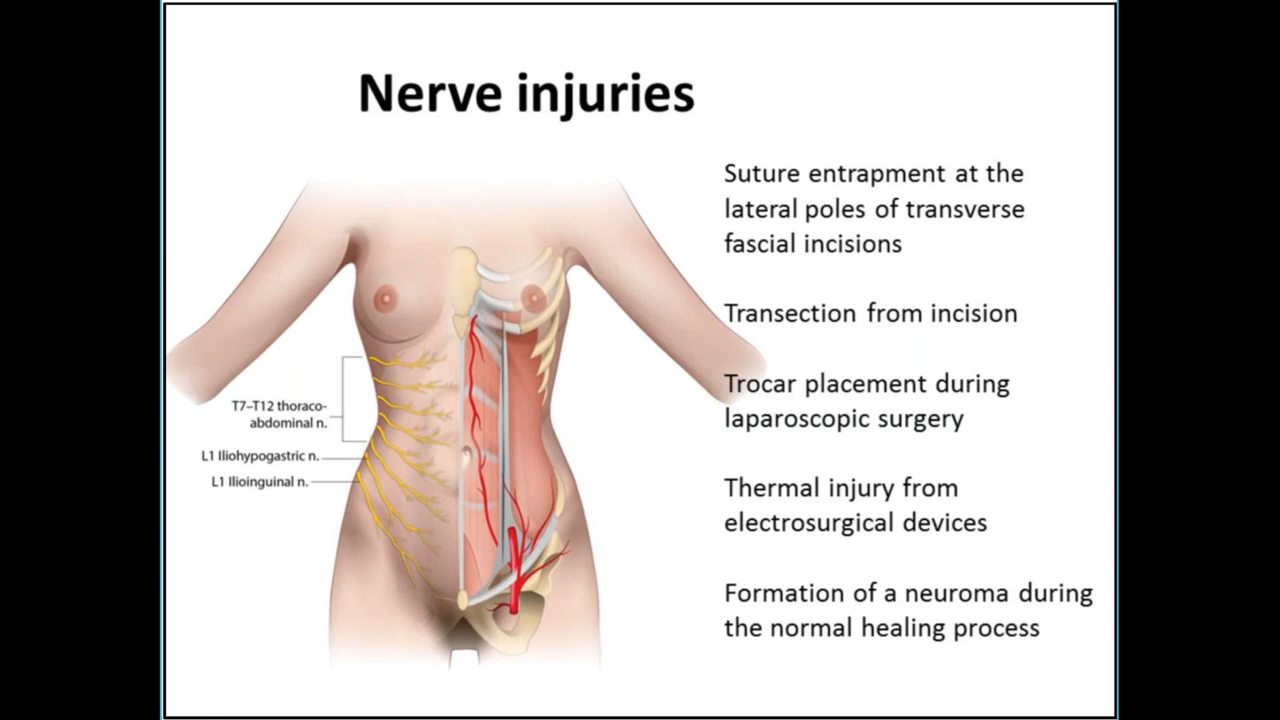 Nerve injuries
Suture entrapment at the
lateral poles of transverse
fascial incisions
Transection from incision
Trocar placement during
laparoscopic surgery
Thermal injury from
electrosurgical devices
Formation of a neuroma during
the normal healing process
T7–T12 thoraco-
abdominal n.
L1 Iliohypogastric n.
L1 Ilioinguinal n.